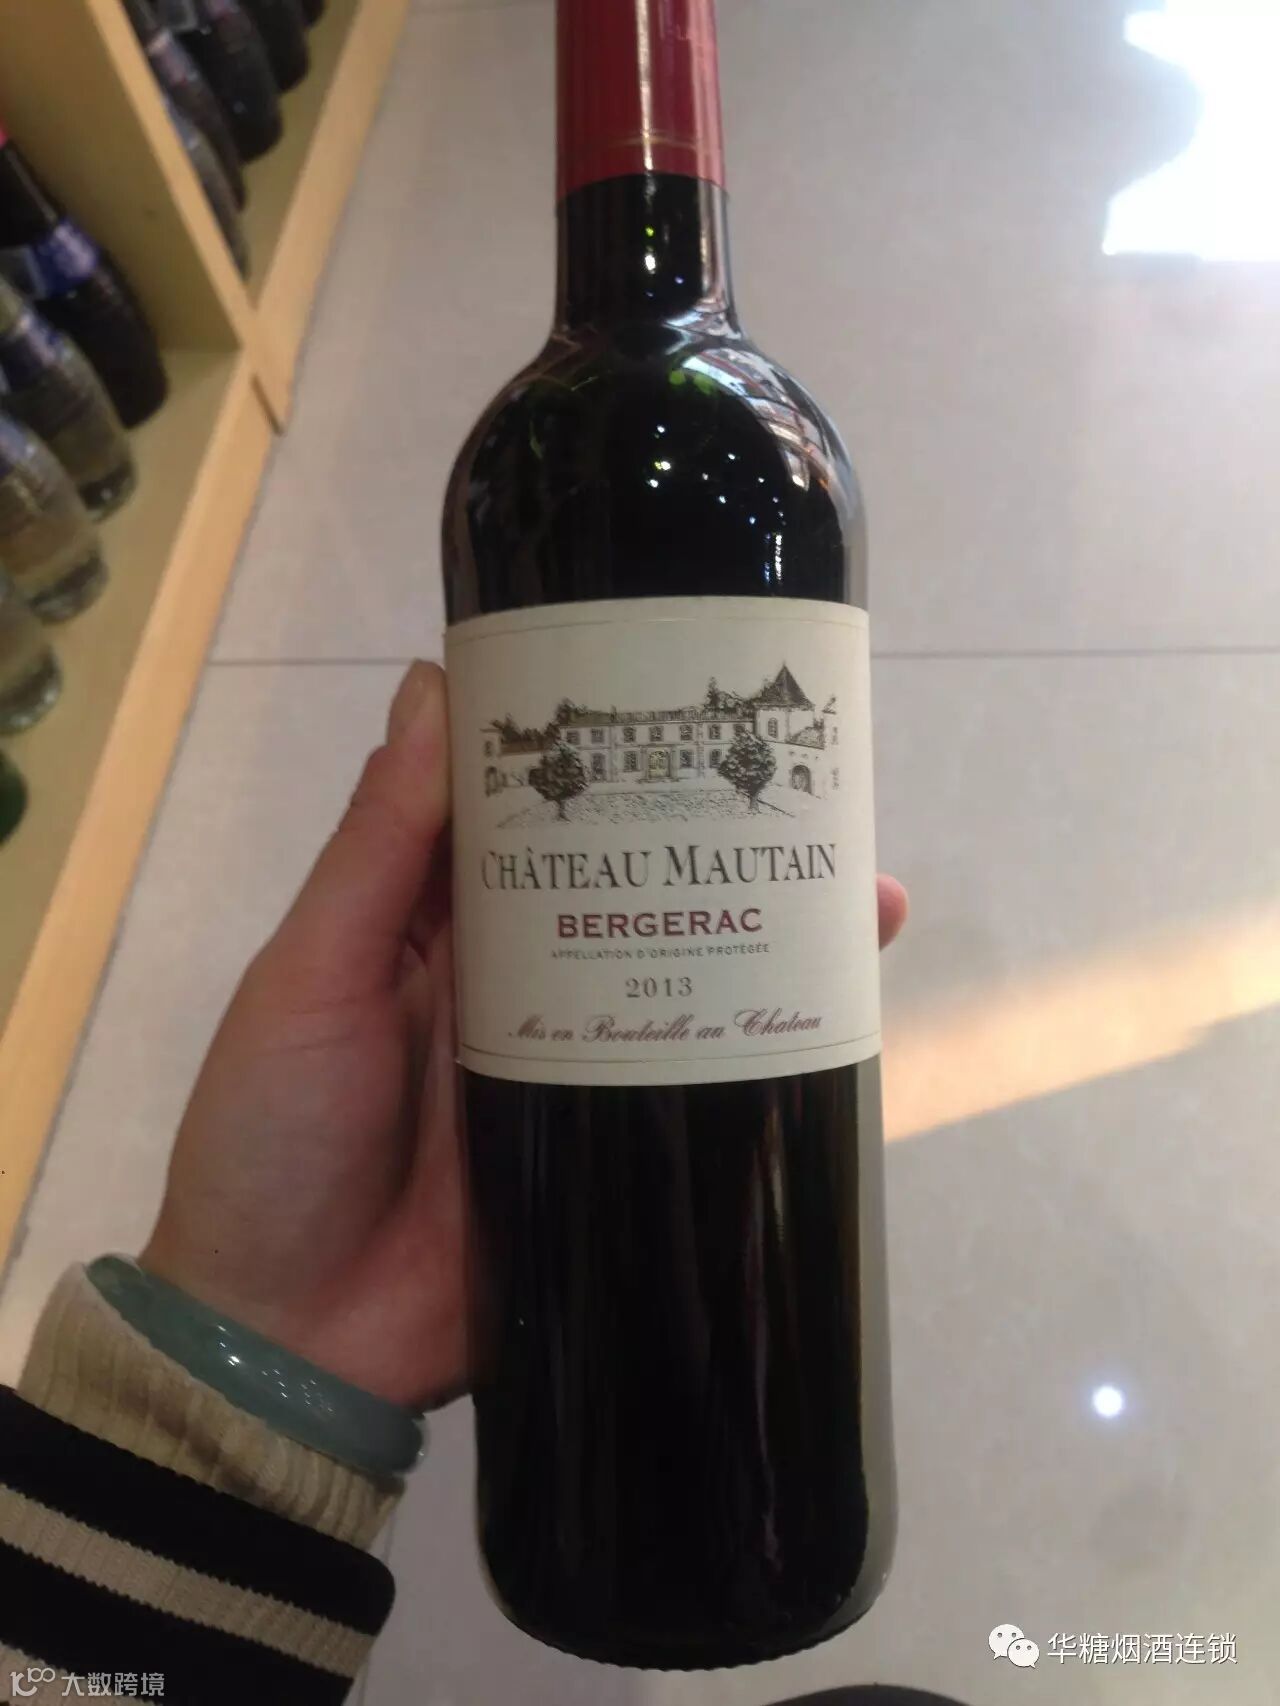 CHÂTEAU MAUTAIN
BERGERAC
APPELLATION D'ORIGINE PROTÉGÉE
2013
Mis en Bouteille au Chateau
华糖烟酒连锁
大数跨境